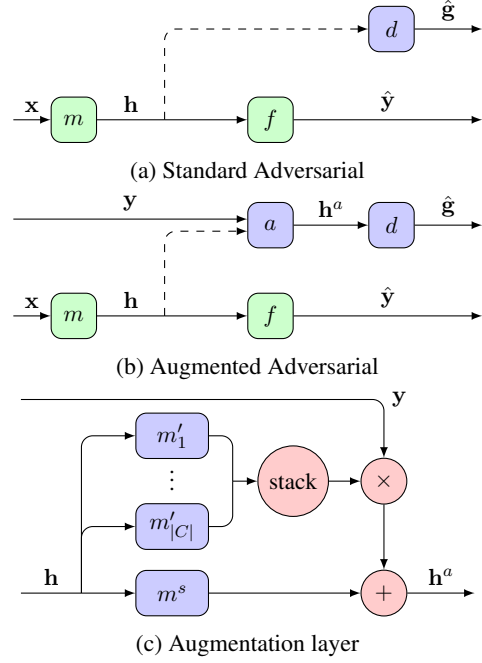 d ĝ
x m h f ŷ
(a) Standard Adversarial
y a hᵃ d ĝ
x m h f ŷ
(b) Augmented Adversarial
y
m′₁
⋮ stack ×
m′|C|
h mˢ + hᵃ
(c) Augmentation layer